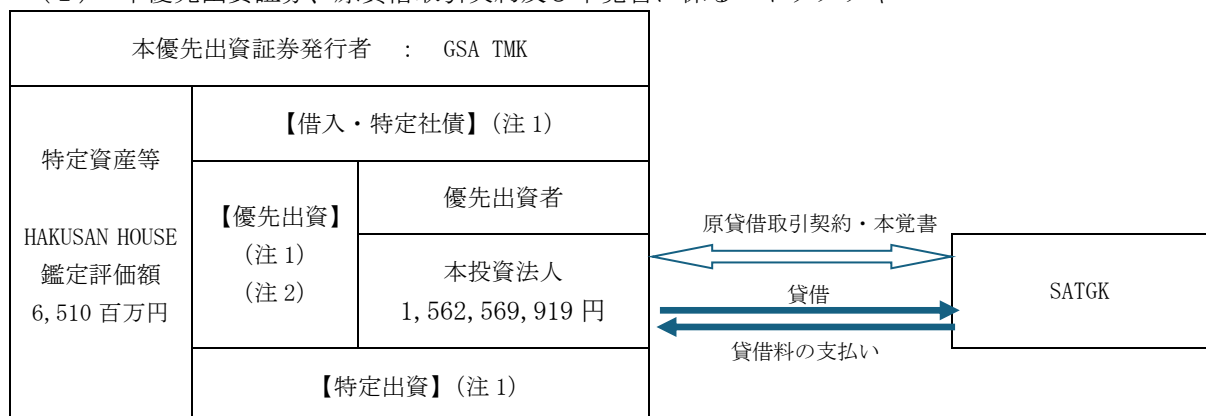 本優先出資証券発行者 ： GSA TMK
【借入・特定社債】(注 1)
特定資産等
HAKUSAN HOUSE
鑑定評価額
6,510 百万円
【優先出資】
(注 1)
(注 2)
優先出資者
本投資法人
1,562,569,919 円
【特定出資】(注 1)
原貸借取引契約・本覚書
貸借
貸借料の支払い
SATGK